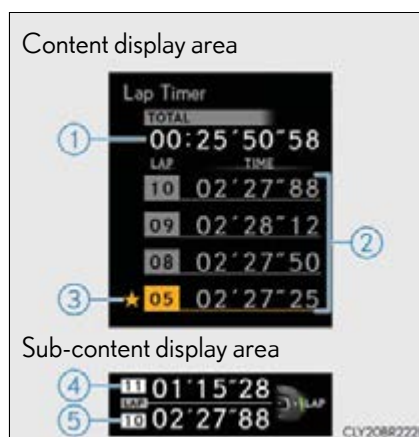 Content display area
Lap Timer
TOTAL
1 00:25'50"58
LAP TIME
10 02'27"88
09 02'28"12
2
08 02'27"50
3 05 02'27"25
Sub-content display area
4 11 01'15"28
LAP LAP
5 10 02'27"88
CLY208R222